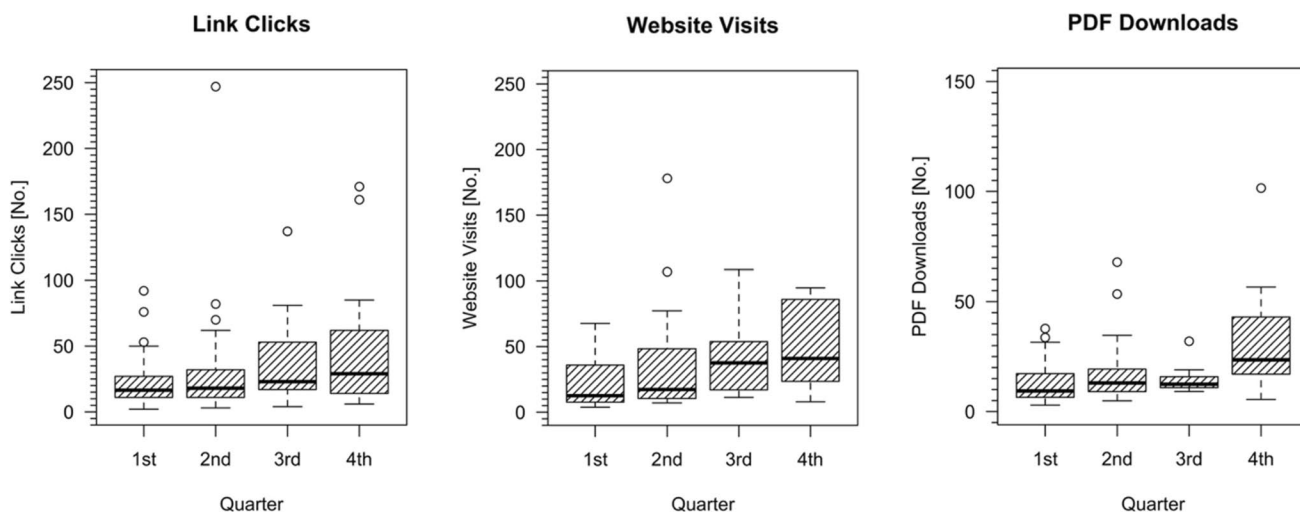 Link Clicks
Link Clicks [No.]
250
200
150
100
50
0
1st 2nd 3rd 4th
Quarter
Website Visits
Website Visits [No.]
250
200
150
100
50
0
1st 2nd 3rd 4th
Quarter
PDF Downloads
PDF Downloads [No.]
150
100
50
0
1st 2nd 3rd 4th
Quarter